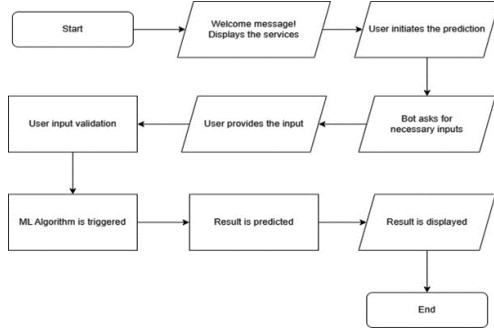 Start
Welcome message!
Displays the services
User initiates the prediction
Bot asks for
necessary inputs
User provides the input
User input validation
ML Algorithm is triggered
Result is predicted
Result is displayed
End